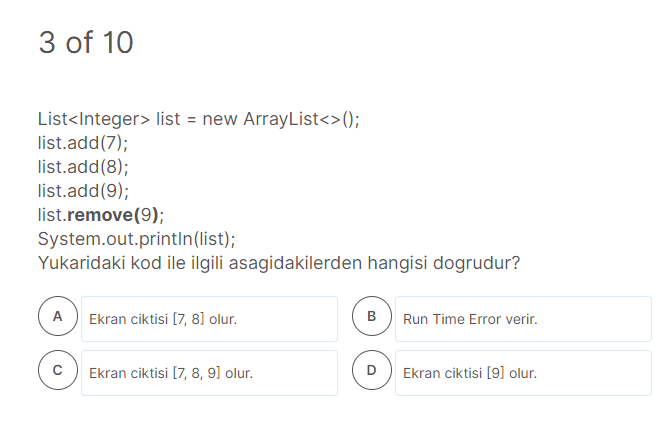 3 of 10
List<Integer> list = new ArrayList<>();
list.add(7);
list.add(8);
list.add(9);
list.remove(9);
System.out.println(list);
Yukaridaki kod ile ilgili asagidakilerden hangisi dogrudur?
A Ekran ciktisi [7, 8] olur.
B Run Time Error verir.
C Ekran ciktisi [7, 8, 9] olur.
D Ekran ciktisi [9] olur.